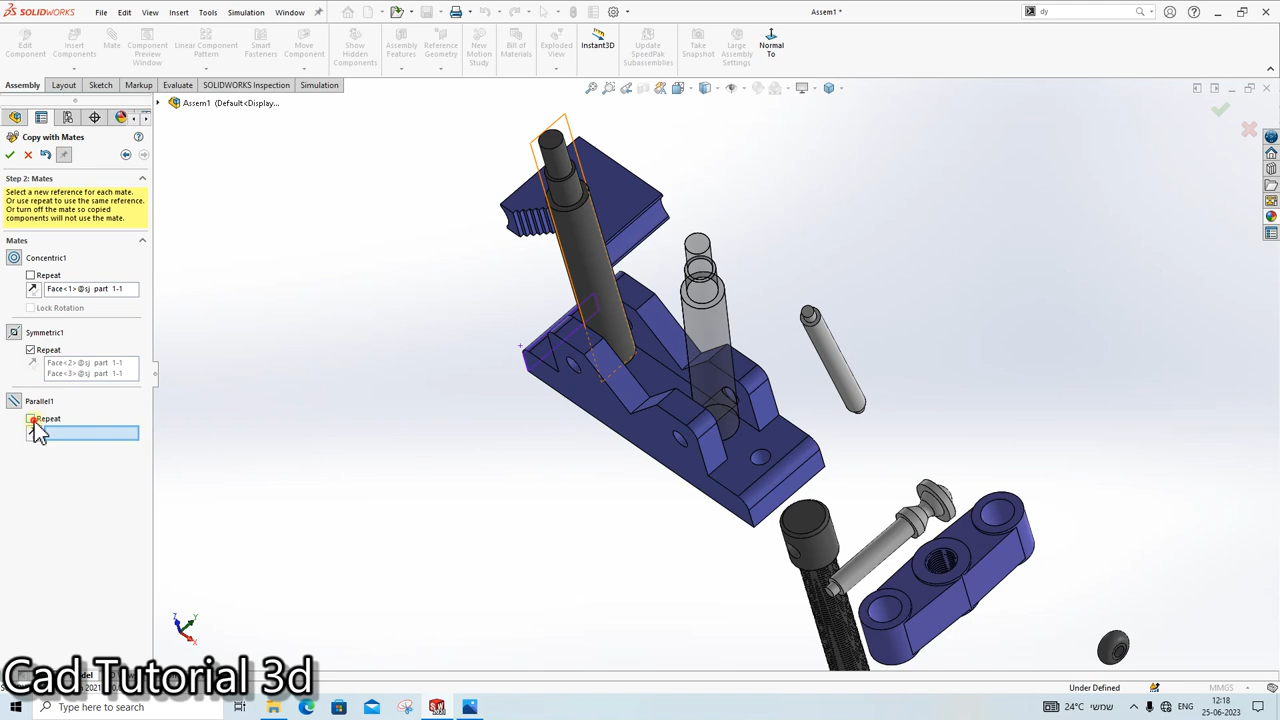 SOLIDWORKS
File
Edit
View
Insert
Tools
Simulation
Window
Assem1 *
dy
Edit Component
Insert Components
Mate
Component Preview Window
Linear Component Pattern
Smart Fasteners
Move Component
Show Hidden Components
Assembly Features
Reference Geometry
New Motion Study
Bill of Materials
Exploded View
Instant3D
Update SpeedPak Subassemblies
Take Snapshot
Large Assembly Settings
Normal To
Assembly
Layout
Sketch
Markup
Evaluate
SOLIDWORKS Inspection
Simulation
Assem1 (Default<Display...
Copy with Mates
Step 2: Mates
Select a new reference for each mate.
Or use repeat to use the same reference.
Or turn off the mate so copied
components will not use the mate.
Mates
Concentric1
Repeat
Face<1>@sj part 1-1
Lock Rotation
Symmetric1
Repeat
Face<2>@sj part 1-1
Face<3>@sj part 1-1
Parallel1
Repeat
Z
Y
X
Cad Tutorial 3d
Under Defined
MMGS
Type here to search
24°C
שמשי
ENG
12:18
25-06-2023